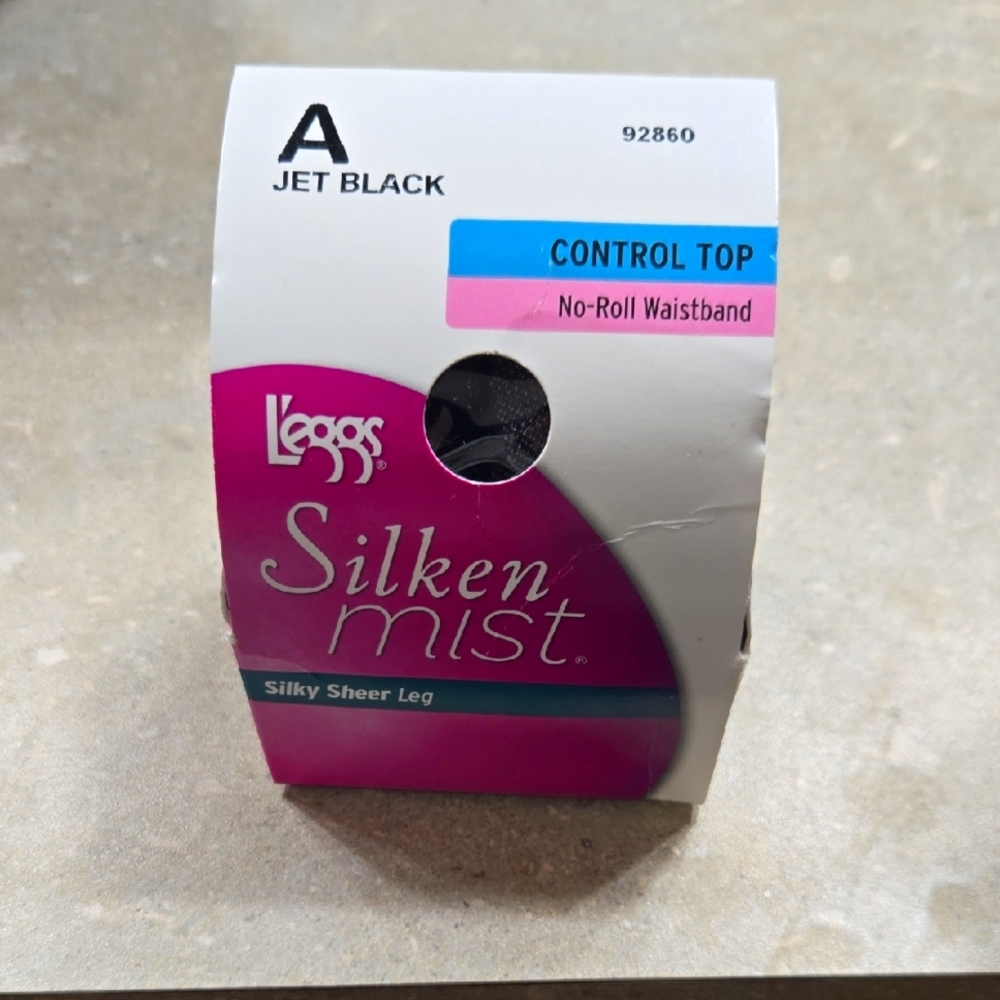 A
92860
JET BLACK
CONTROL TOP
No-Roll Waistband
L'eggs®
Silken
mist®
Silky Sheer Leg